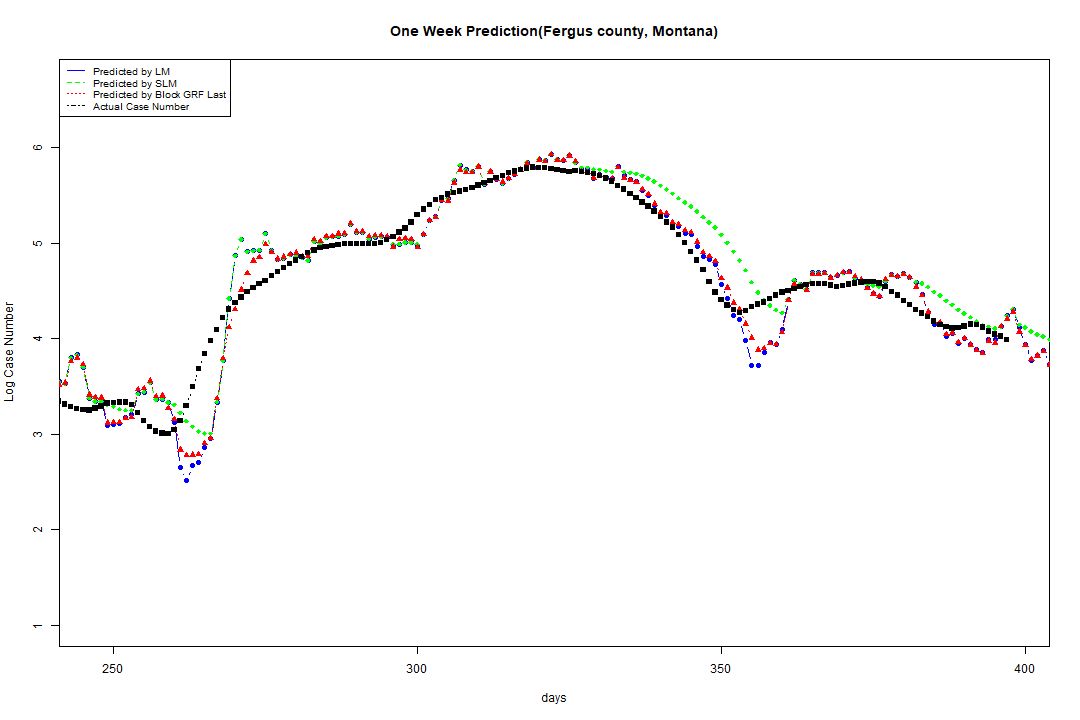 One Week Prediction(Fergus county, Montana)
Predicted by LM
Predicted by SLM
Predicted by Block GRF Last
Actual Case Number
6
5
4
3
2
1
Log Case Number
250
300
350
400
days